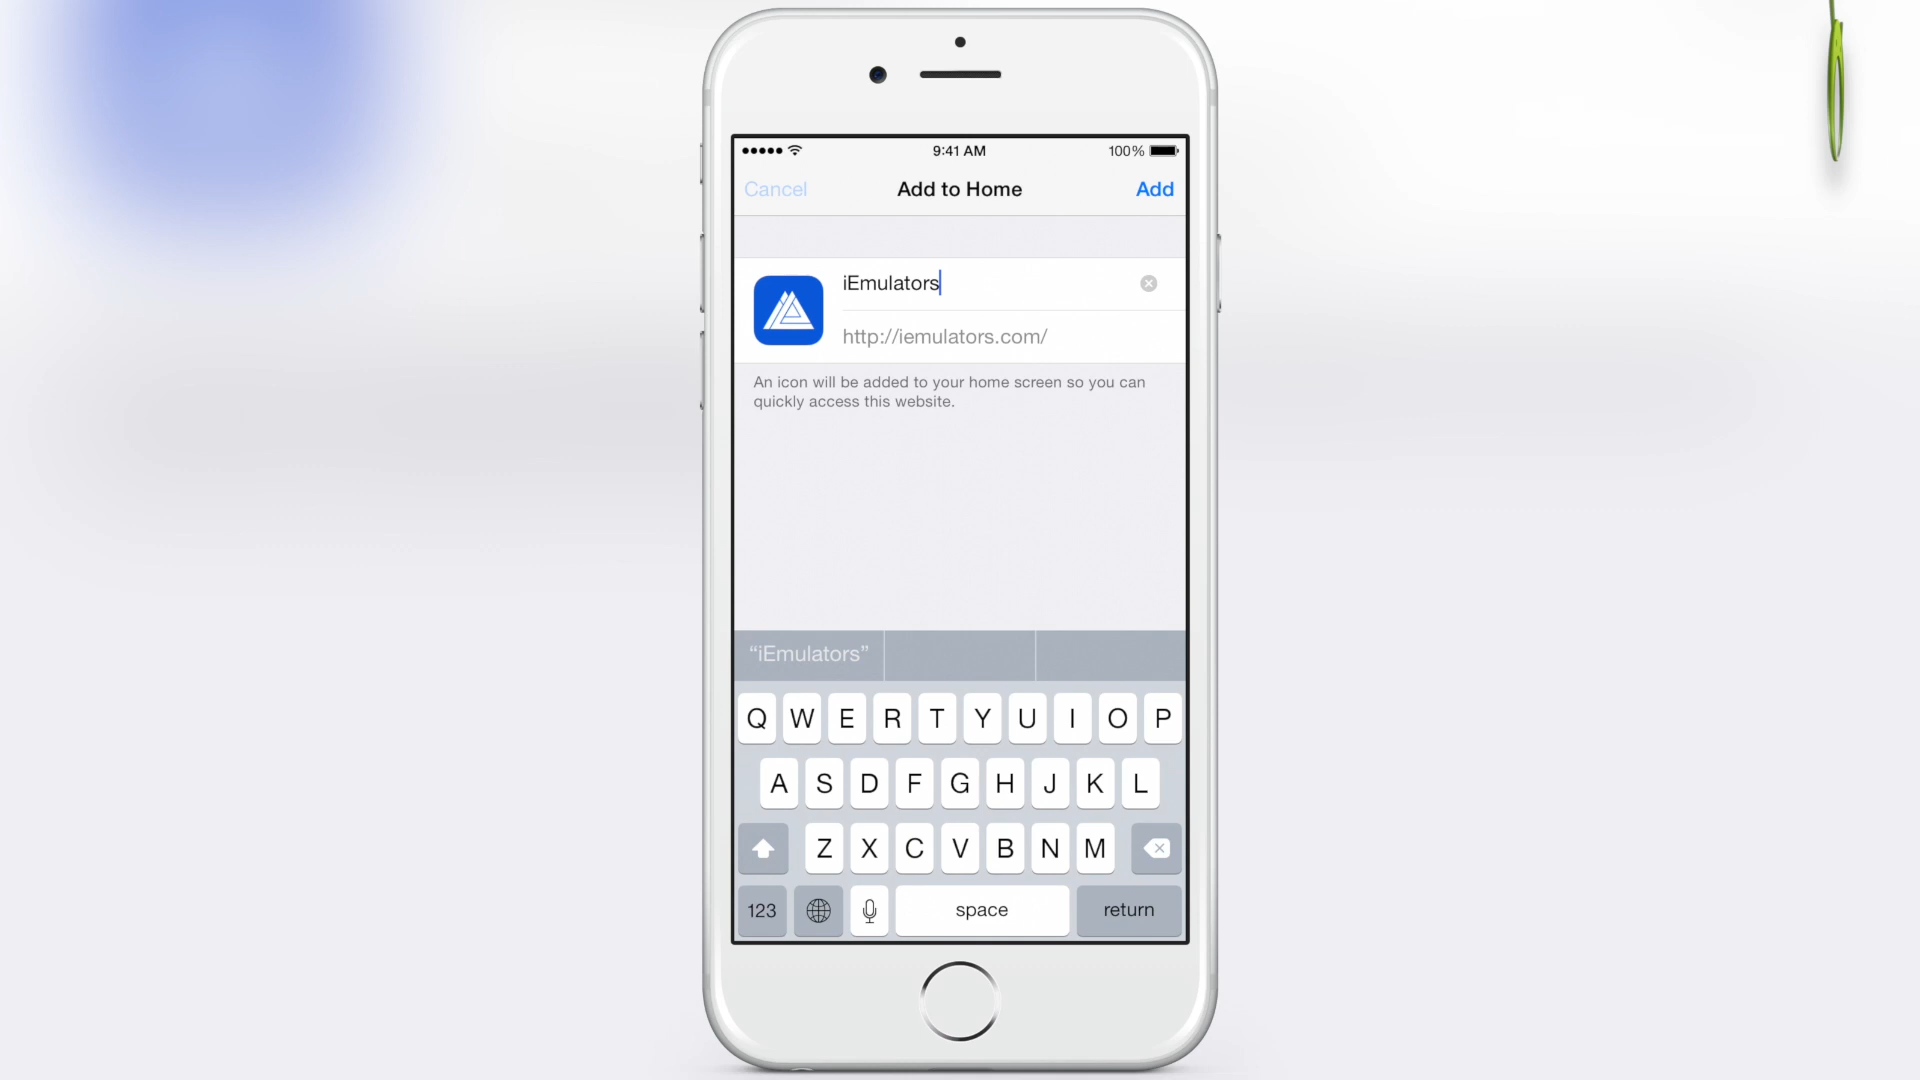 9:41 AM
100%
Cancel
Add to Home
Add
iEmulators
http://iemulators.com/
An icon will be added to your home screen so you can
quickly access this website.
“iEmulators”
Q W E R T Y U I O P
A S D F G H J K L
Z X C V B N M
123
space
return